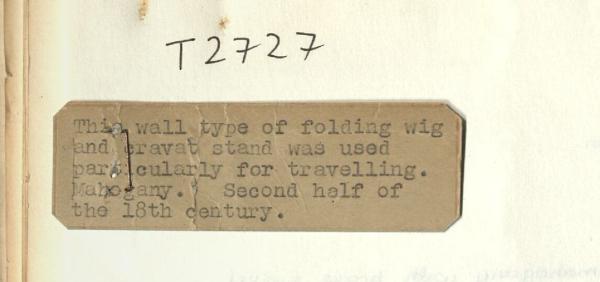 T2727
This wall type of folding wig
and cravat stand was used
particularly for travelling.
Mahogany. Second half of
the 18th century.